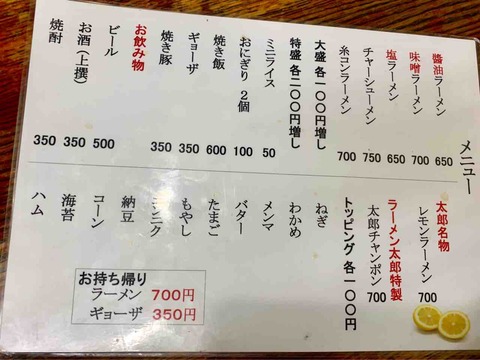 メニュー
醬油ラーメン 650
味噌ラーメン 700
塩ラーメン 650
チャーシューメン 750
糸コンラーメン 700
大盛 各一〇〇円増し
特盛 各二〇〇円増し
ミニライス 50
おにぎり 2個 100
焼き飯 600
ギョーザ 350
焼き豚 350
お飲み物
ビール 500
お酒(上撰) 350
焼酎 350
太郎名物
レモンラーメン 700
ラーメン太郎特製
太郎チャンポン 700
トッピング 各一〇〇円
ねぎ
わかめ
メンマ
バター
たまご
もやし
ニンニク
納豆
コーン
海苔
ハム
お持ち帰り
ラーメン 700円
ギョーザ 350円